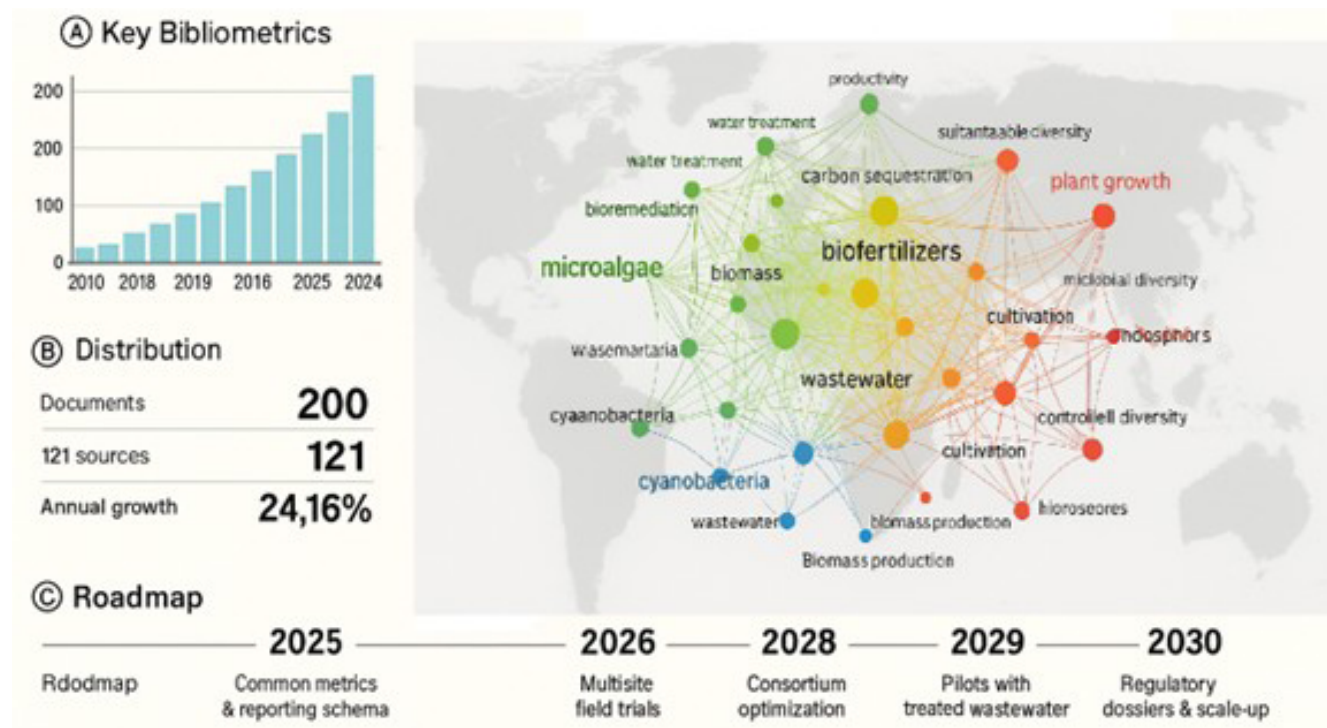 Ⓐ Key Bibliometrics
200
200
100
0
2010 2018 2019 2016 2025 2024
Ⓑ Distribution
Documents 200
121 sources 121
Annual growth 24,16%
productivity
water treatment
suitantaable diversity
water treatment
carbon sequestration
plant growth
bioremediation
biofertilizers
microalgae
biomass
miclobial diversity
cultivation
ndosphors
wasemartaria
wastewater
cyaanobacteria
controllell diversity
cultivation
cyanobacteria
wastewater
blomass production
hioroseores
Biomass production
Ⓒ Roadmap
2025 2026 2028 2029 2030
Rdodmap
Common metrics
& reporting schema
Multisite
field trials
Consortium
optimization
Pilots with
treated wastewater
Regulatory
dossiers & scale-up